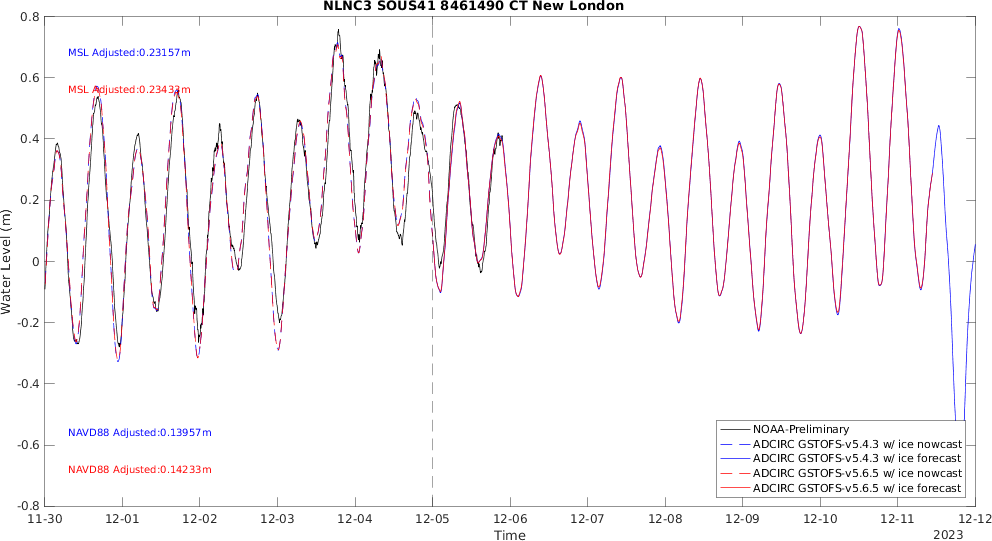 NLNC3 SOUS41 8461490 CT New London
0.8
0.6
0.4
0.2
0
-0.2
-0.4
-0.6
-0.8
Water Level (m)
MSL Adjusted:0.23157m
MSL Adjusted:0.23433m
NAVD88 Adjusted:0.13957m
NAVD88 Adjusted:0.14233m
NOAA-Preliminary
ADCIRC GSTOFS-v5.4.3 w/ ice nowcast
ADCIRC GSTOFS-v5.4.3 w/ ice forecast
ADCIRC GSTOFS-v5.6.5 w/ ice nowcast
ADCIRC GSTOFS-v5.6.5 w/ ice forecast
11-30 12-01 12-02 12-03 12-04 12-05 12-06 12-07 12-08 12-09 12-10 12-11 12-12
Time
2023